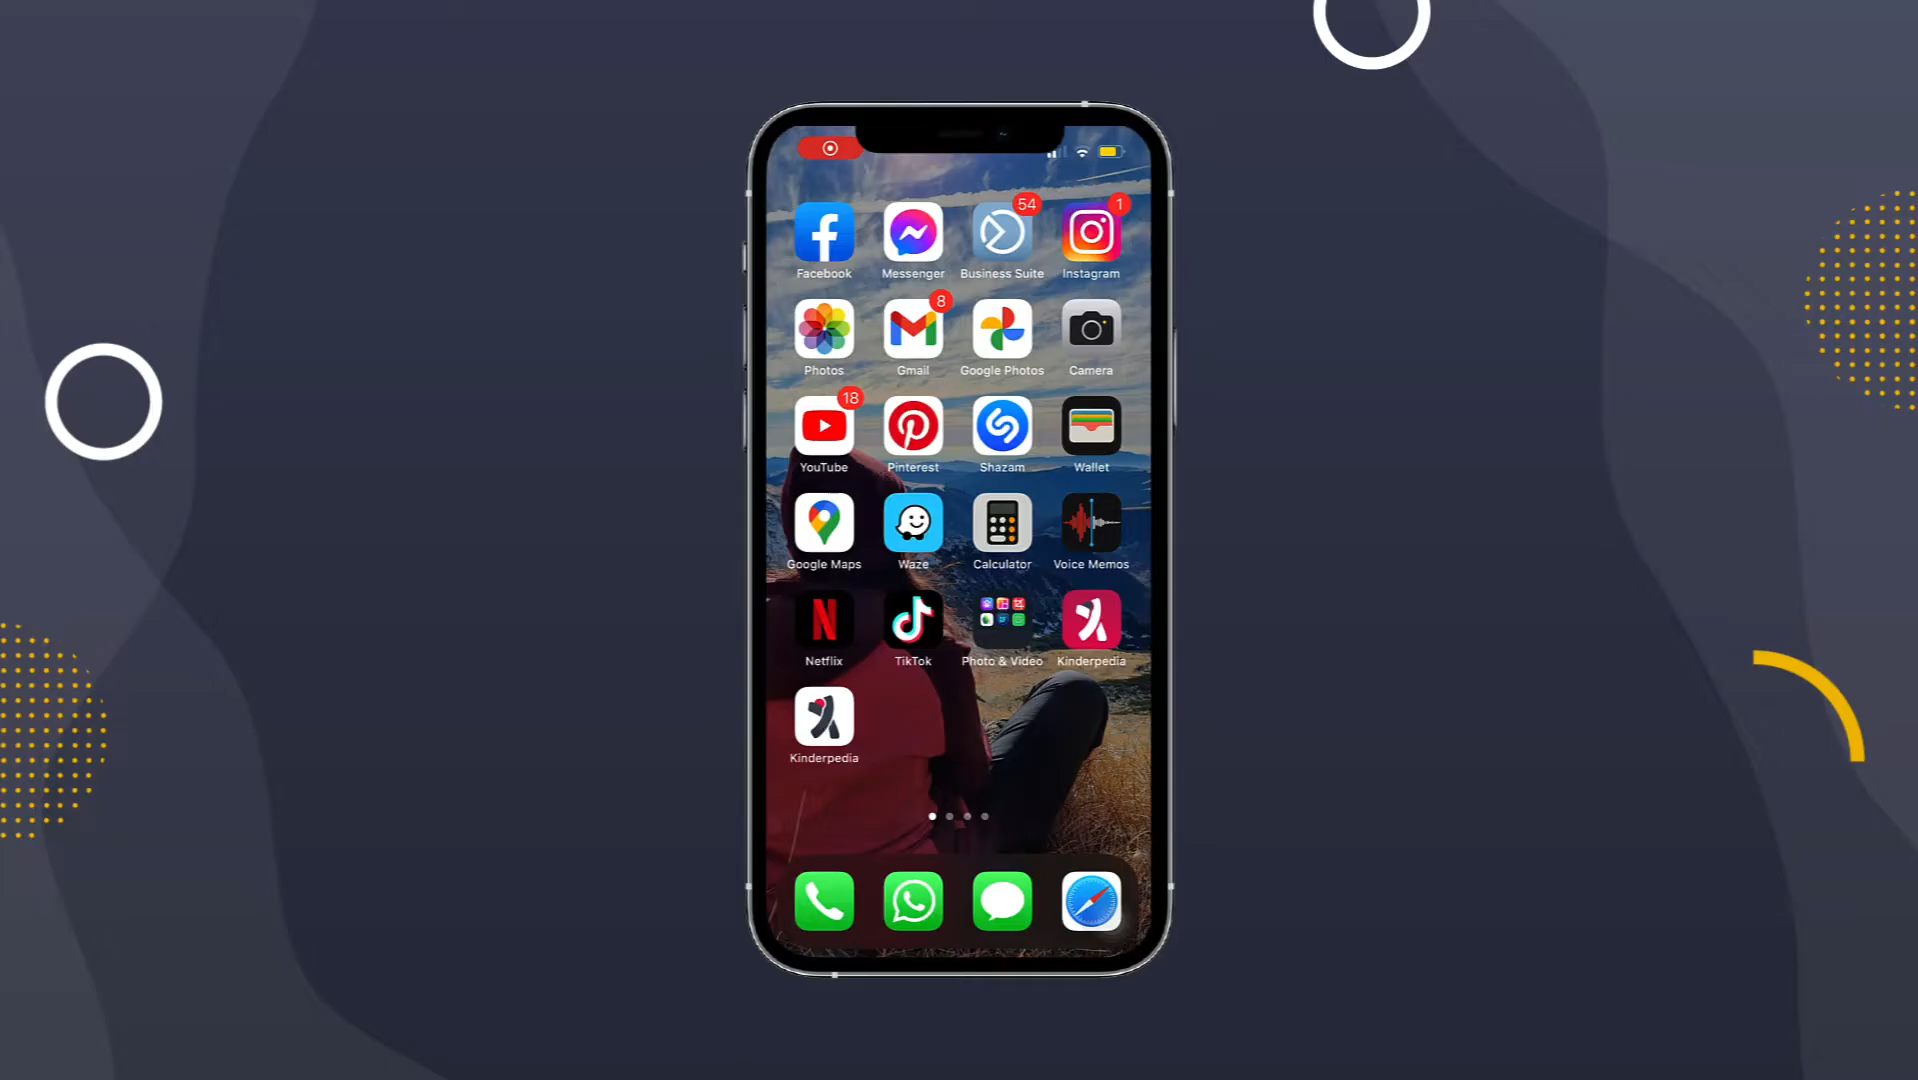 54
1
Facebook
Messenger
Business Suite
Instagram
8
Photos
Gmail
Google Photos
Camera
18
YouTube
Pinterest
Shazam
Wallet
Google Maps
Waze
Calculator
Voice Memos
Netflix
TikTok
Photo & Video
Kinderpedia
Kinderpedia